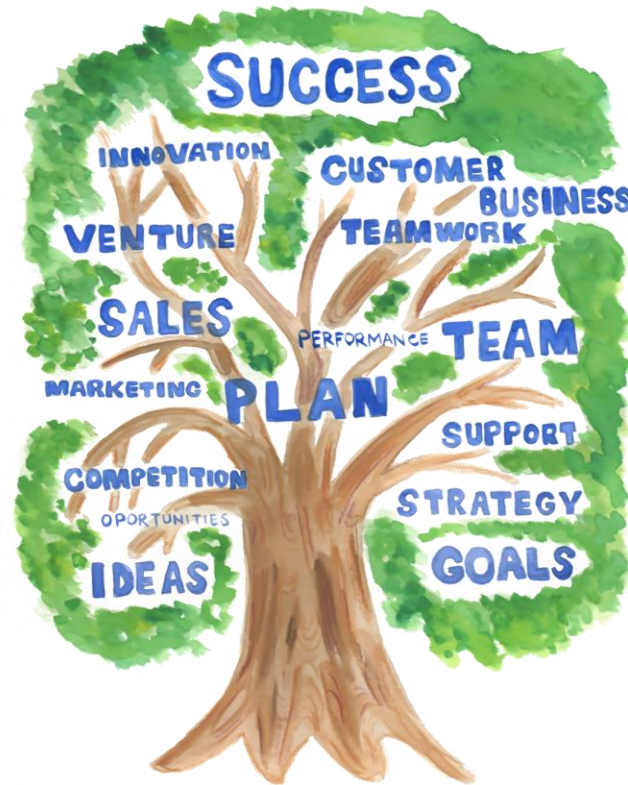 SUCCESS
INNOVATION
CUSTOMER
BUSINESS
VENTURE
TEAMWORK
SALES
PERFORMANCE
TEAM
MARKETING
PLAN
SUPPORT
COMPETITION
STRATEGY
OPORTUNITIES
IDEAS
GOALS